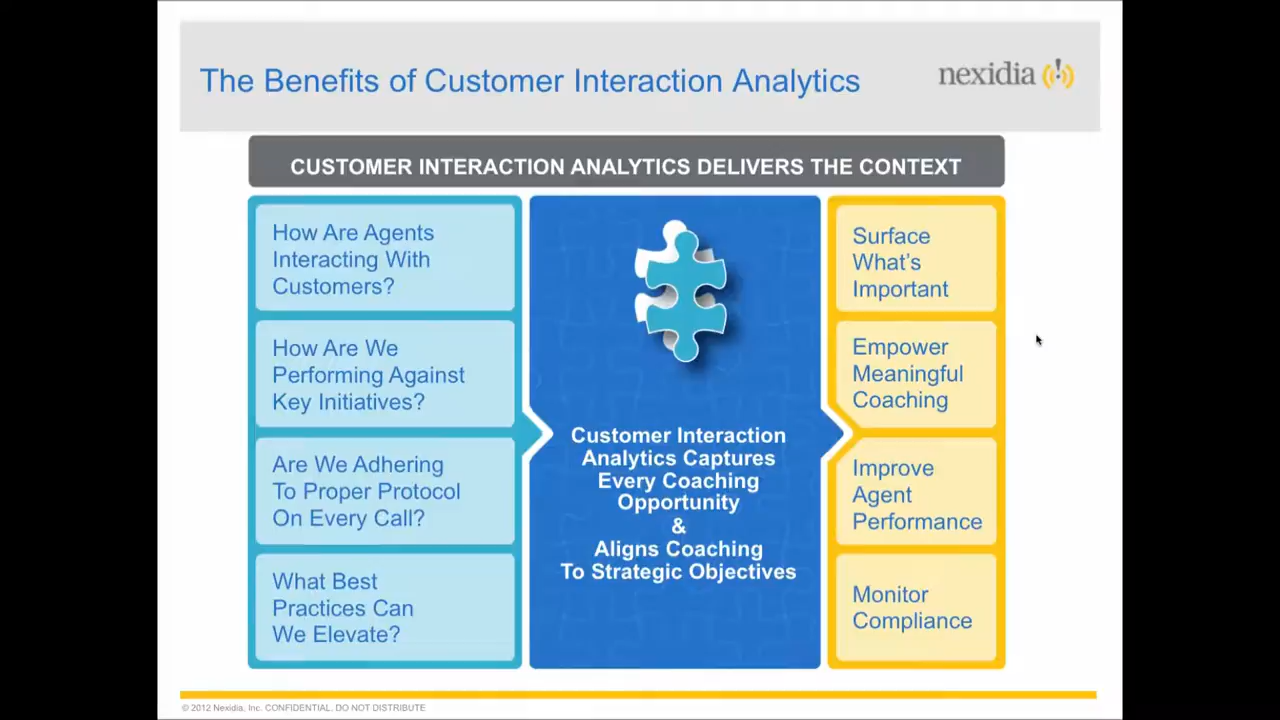 The Benefits of Customer Interaction Analytics
nexidia
CUSTOMER INTERACTION ANALYTICS DELIVERS THE CONTEXT
How Are Agents
Interacting With
Customers?
How Are We
Performing Against
Key Initiatives?
Are We Adhering
To Proper Protocol
On Every Call?
What Best
Practices Can
We Elevate?
Customer Interaction
Analytics Captures
Every Coaching
Opportunity
&
Aligns Coaching
To Strategic Objectives
Surface
What's
Important
Empower
Meaningful
Coaching
Improve
Agent
Performance
Monitor
Compliance
© 2012 Nexidia, Inc. CONFIDENTIAL. DO NOT DISTRIBUTE